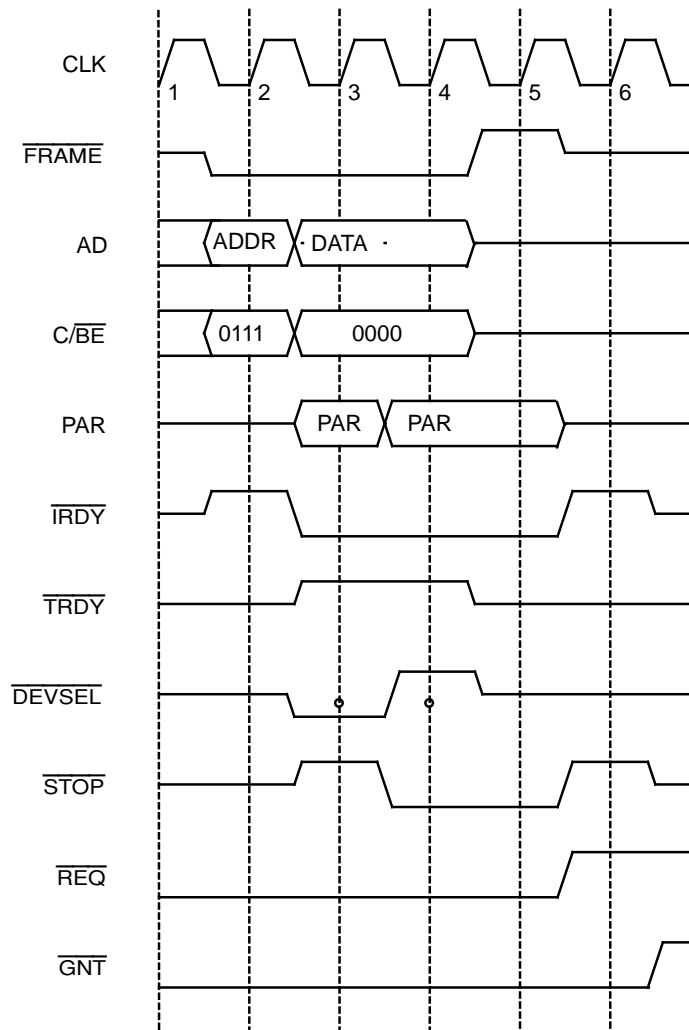 CLK
1 2 3 4 5 6
FRAME
AD
ADDR DATA
C/BE
0111 0000
PAR
PAR PAR
IRDY
TRDY
DEVSEL
STOP
REQ
GNT